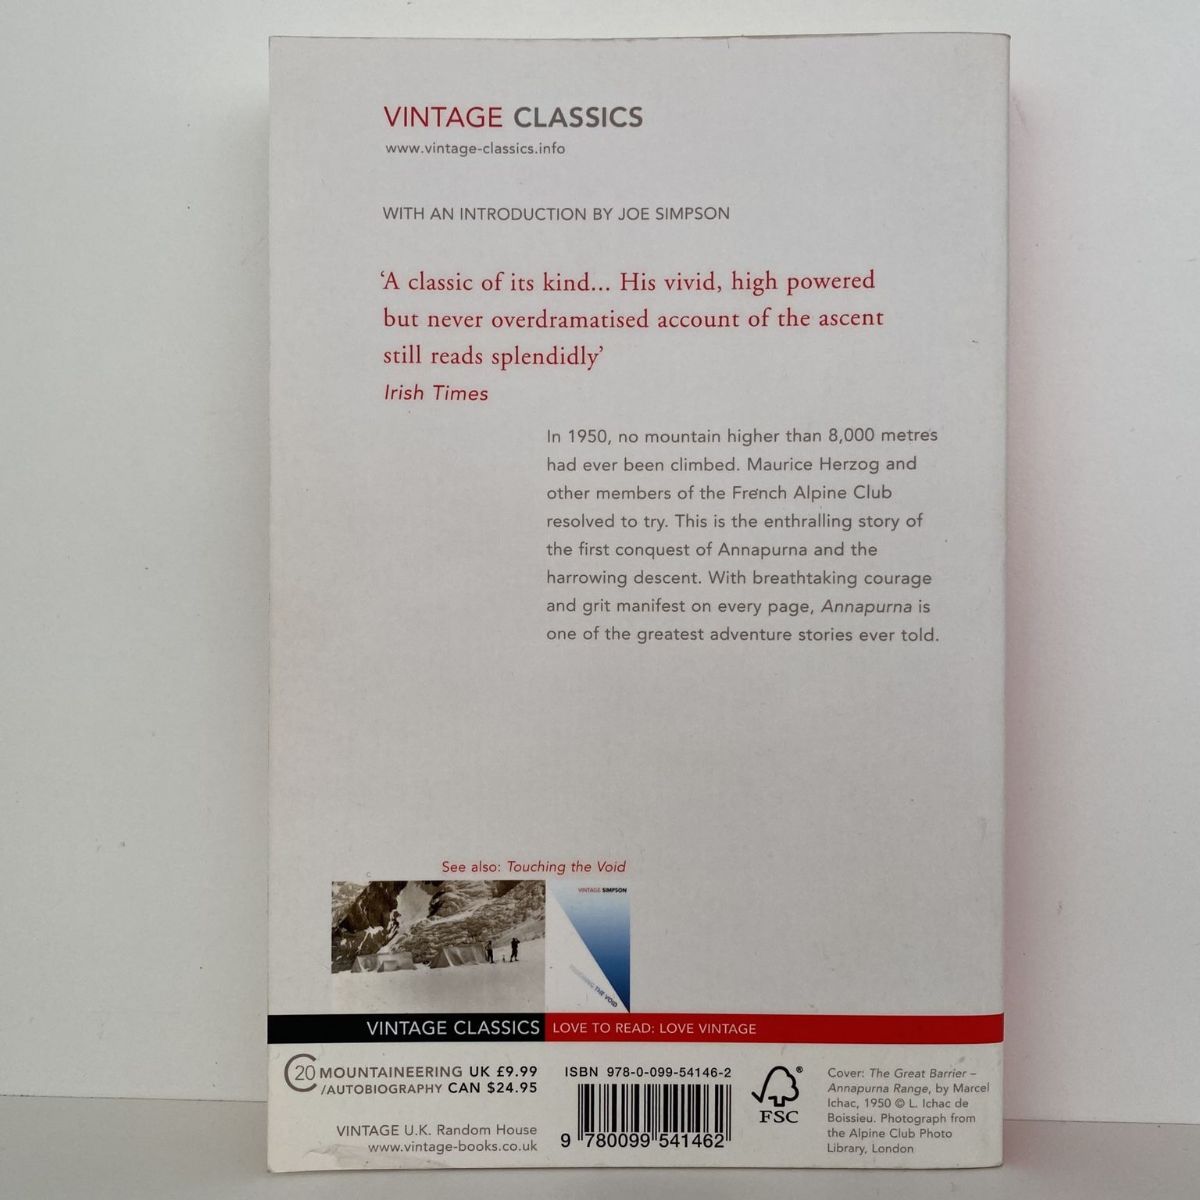 VINTAGE CLASSICS
www.vintage-classics.info
WITH AN INTRODUCTION BY JOE SIMPSON
‘A classic of its kind... His vivid, high powered
but never overdramatised account of the ascent
still reads splendidly’
Irish Times
In 1950, no mountain higher than 8,000 metres
had ever been climbed. Maurice Herzog and
other members of the French Alpine Club
resolved to try. This is the enthralling story of
the first conquest of Annapurna and the
harrowing descent. With breathtaking courage
and grit manifest on every page, Annapurna is
one of the greatest adventure stories ever told.
See also: Touching the Void
VINTAGE SIMPSON
TOUCHING THE VOID
VINTAGE CLASSICS LOVE TO READ: LOVE VINTAGE
C20 MOUNTAINEERING UK £9.99
/AUTOBIOGRAPHY CAN $24.95
VINTAGE U.K. Random House
www.vintage-books.co.uk
ISBN 978-0-099-54146-2
9 780099 541462
®
FSC
Cover: The Great Barrier –
Annapurna Range, by Marcel
Ichac, 1950 © L. Ichac de
Boissieu. Photograph from
the Alpine Club Photo
Library, London